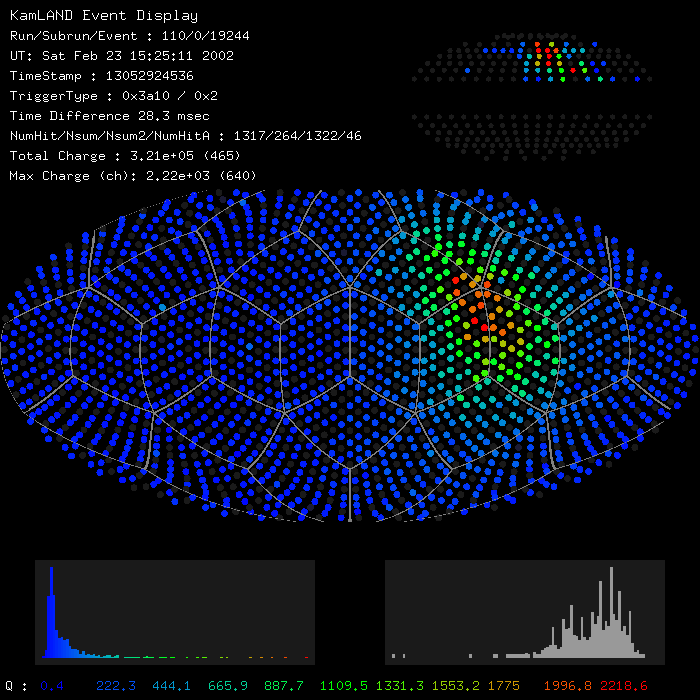 KamLAND Event Display
Run/Subrun/Event : 110/0/19244
UT: Sat Feb 23 15:25:11 2002
TimeStamp : 13052924536
TriggerType : 0x3a10 / 0x2
Time Difference 28.3 msec
NumHit/Nsum/Nsum2/NumHitA : 1317/264/1322/46
Total Charge : 3.21e+05 (465)
Max Charge (ch): 2.22e+03 (640)
Q : 0.4 222.3 444.1 665.9 887.7 1109.5 1331.3 1553.2 1775 1996.8 2218.6